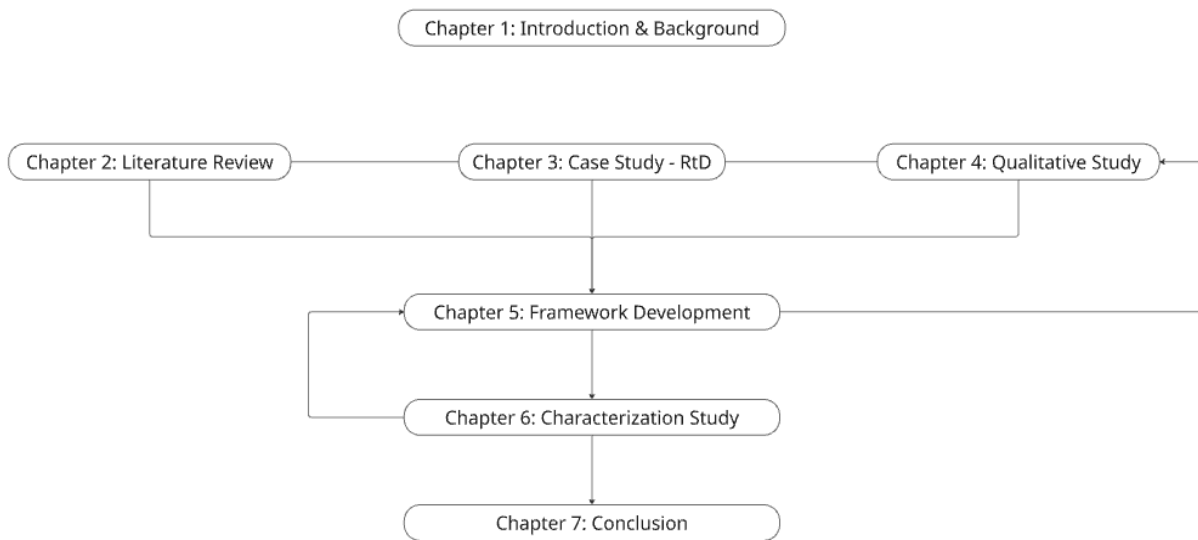 Chapter 1: Introduction & Background
Chapter 2: Literature Review
Chapter 3: Case Study - RtD
Chapter 4: Qualitative Study
Chapter 5: Framework Development
Chapter 6: Characterization Study
Chapter 7: Conclusion